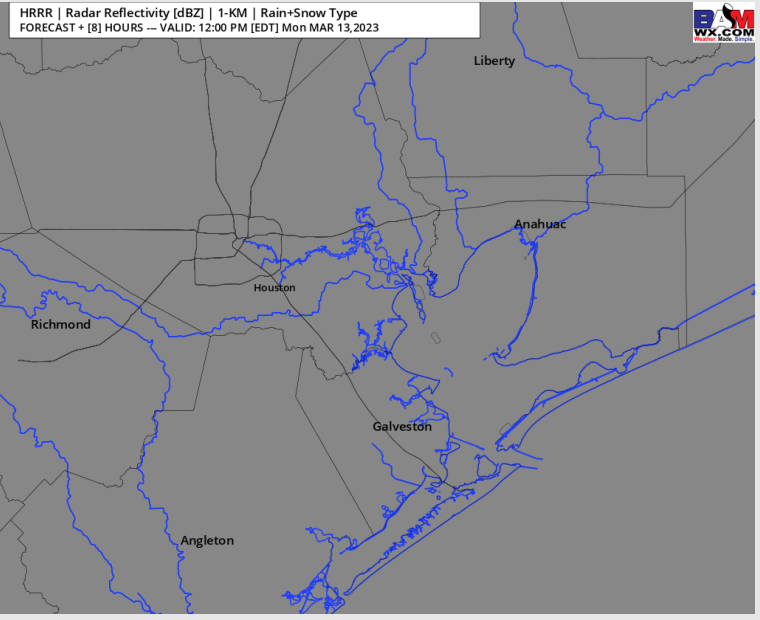 HRRR | Radar Reflectivity [dBZ] | 1-KM | Rain+Snow Type
FORECAST + [8] HOURS --- VALID: 12:00 PM [EDT] Mon MAR 13,2023
BAM
WX.COM
Weather. Made. Simple.
Liberty
Anahuac
Houston
Richmond
Galveston
Angleton